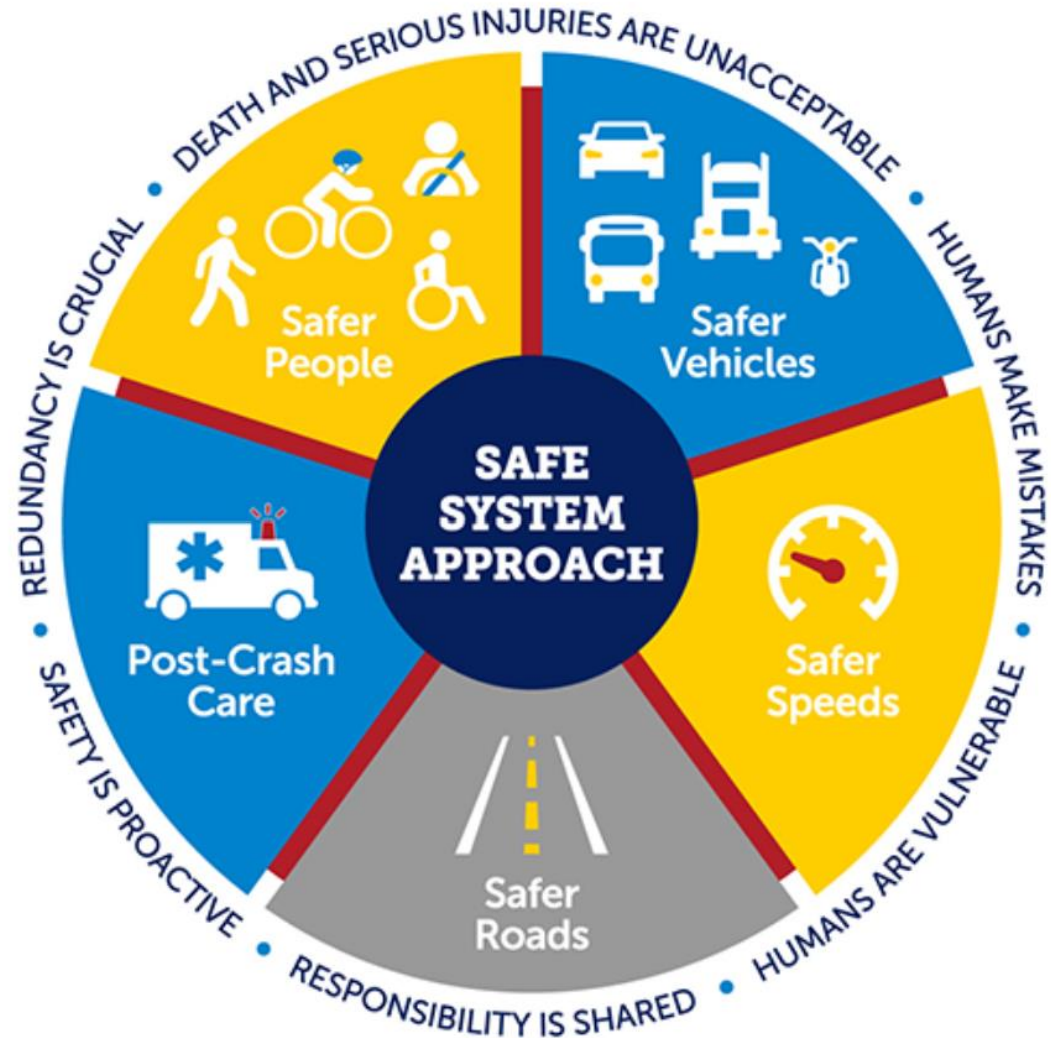 DEATH AND SERIOUS INJURIES ARE UNACCEPTABLE
HUMANS MAKE MISTAKES
HUMANS ARE VULNERABLE
RESPONSIBILITY IS SHARED
SAFETY IS PROACTIVE
REDUNDANCY IS CRUCIAL
Safer
People
Safer
Vehicles
SAFE
SYSTEM
APPROACH
Post-Crash
Care
Safer
Speeds
Safer
Roads